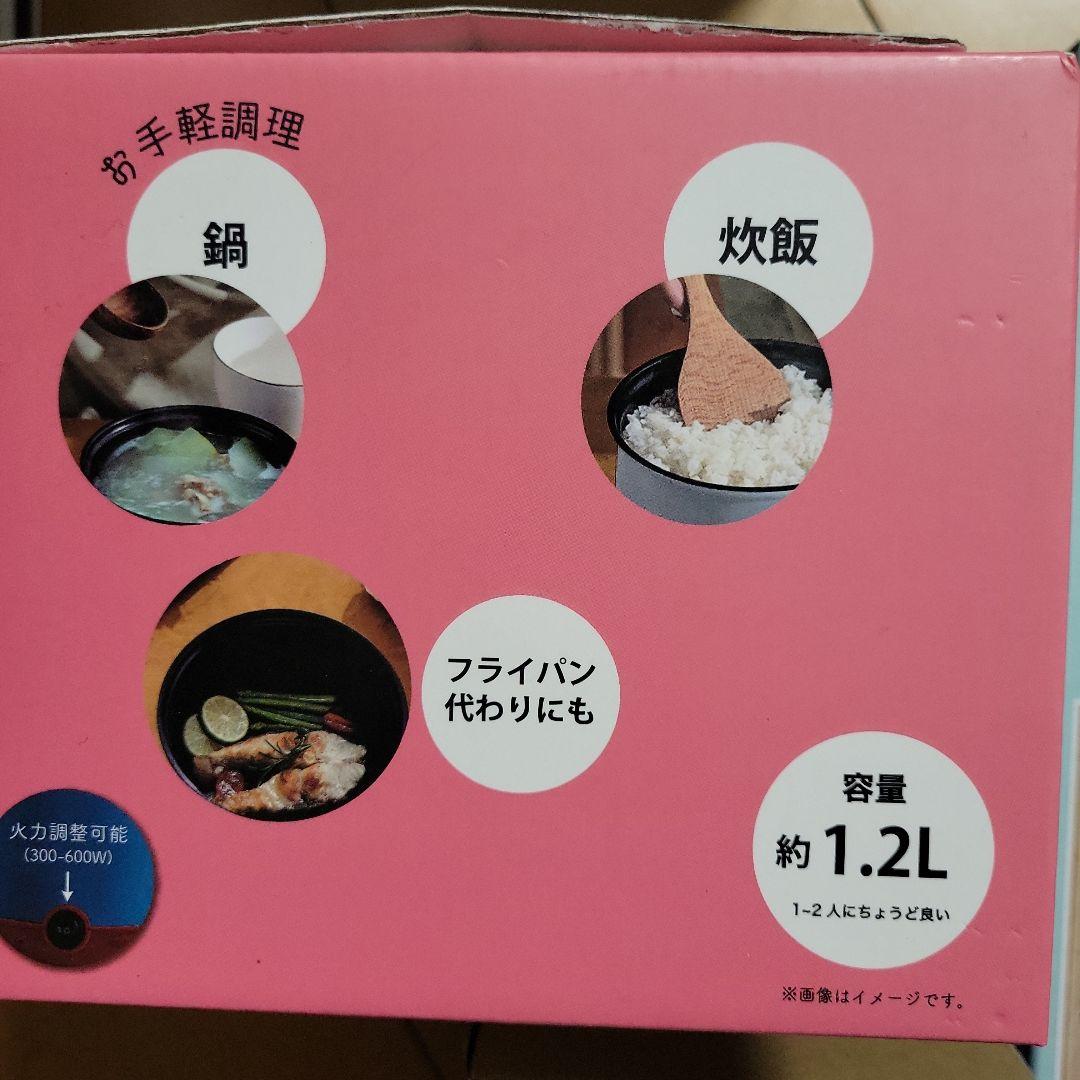 お手軽調理
鍋
炊飯
フライパン
代わりにも
火力調整可能
(300-600W)
容量
約1.2L
1~2人にちょうど良い
※画像はイメージです。